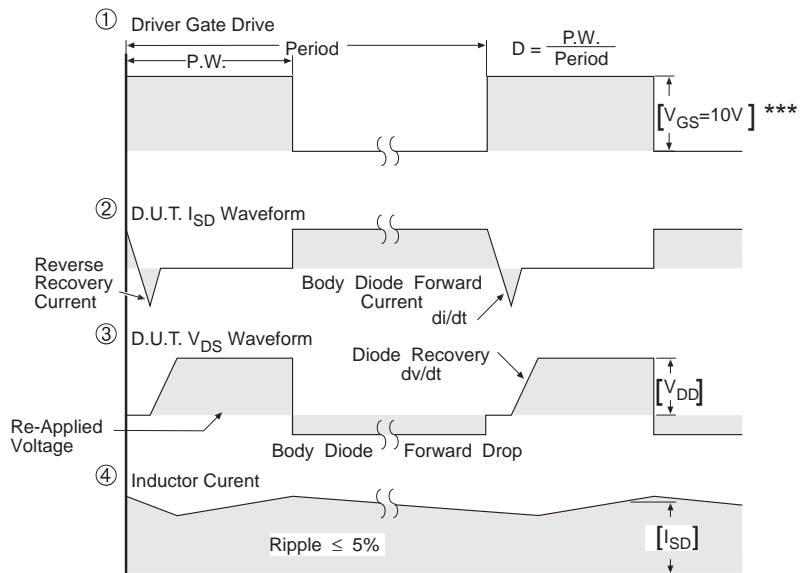 ① Driver Gate Drive
P.W.
Period
D = P.W.
Period
[VGS=10V] ***
② D.U.T. ISD Waveform
Reverse
Recovery
Current
Body Diode Forward
Current
di/dt
③ D.U.T. VDS Waveform
Diode Recovery
dv/dt
[VDD]
Re-Applied
Voltage
Body Diode Forward Drop
④ Inductor Curent
Ripple ≤ 5%
[ISD]